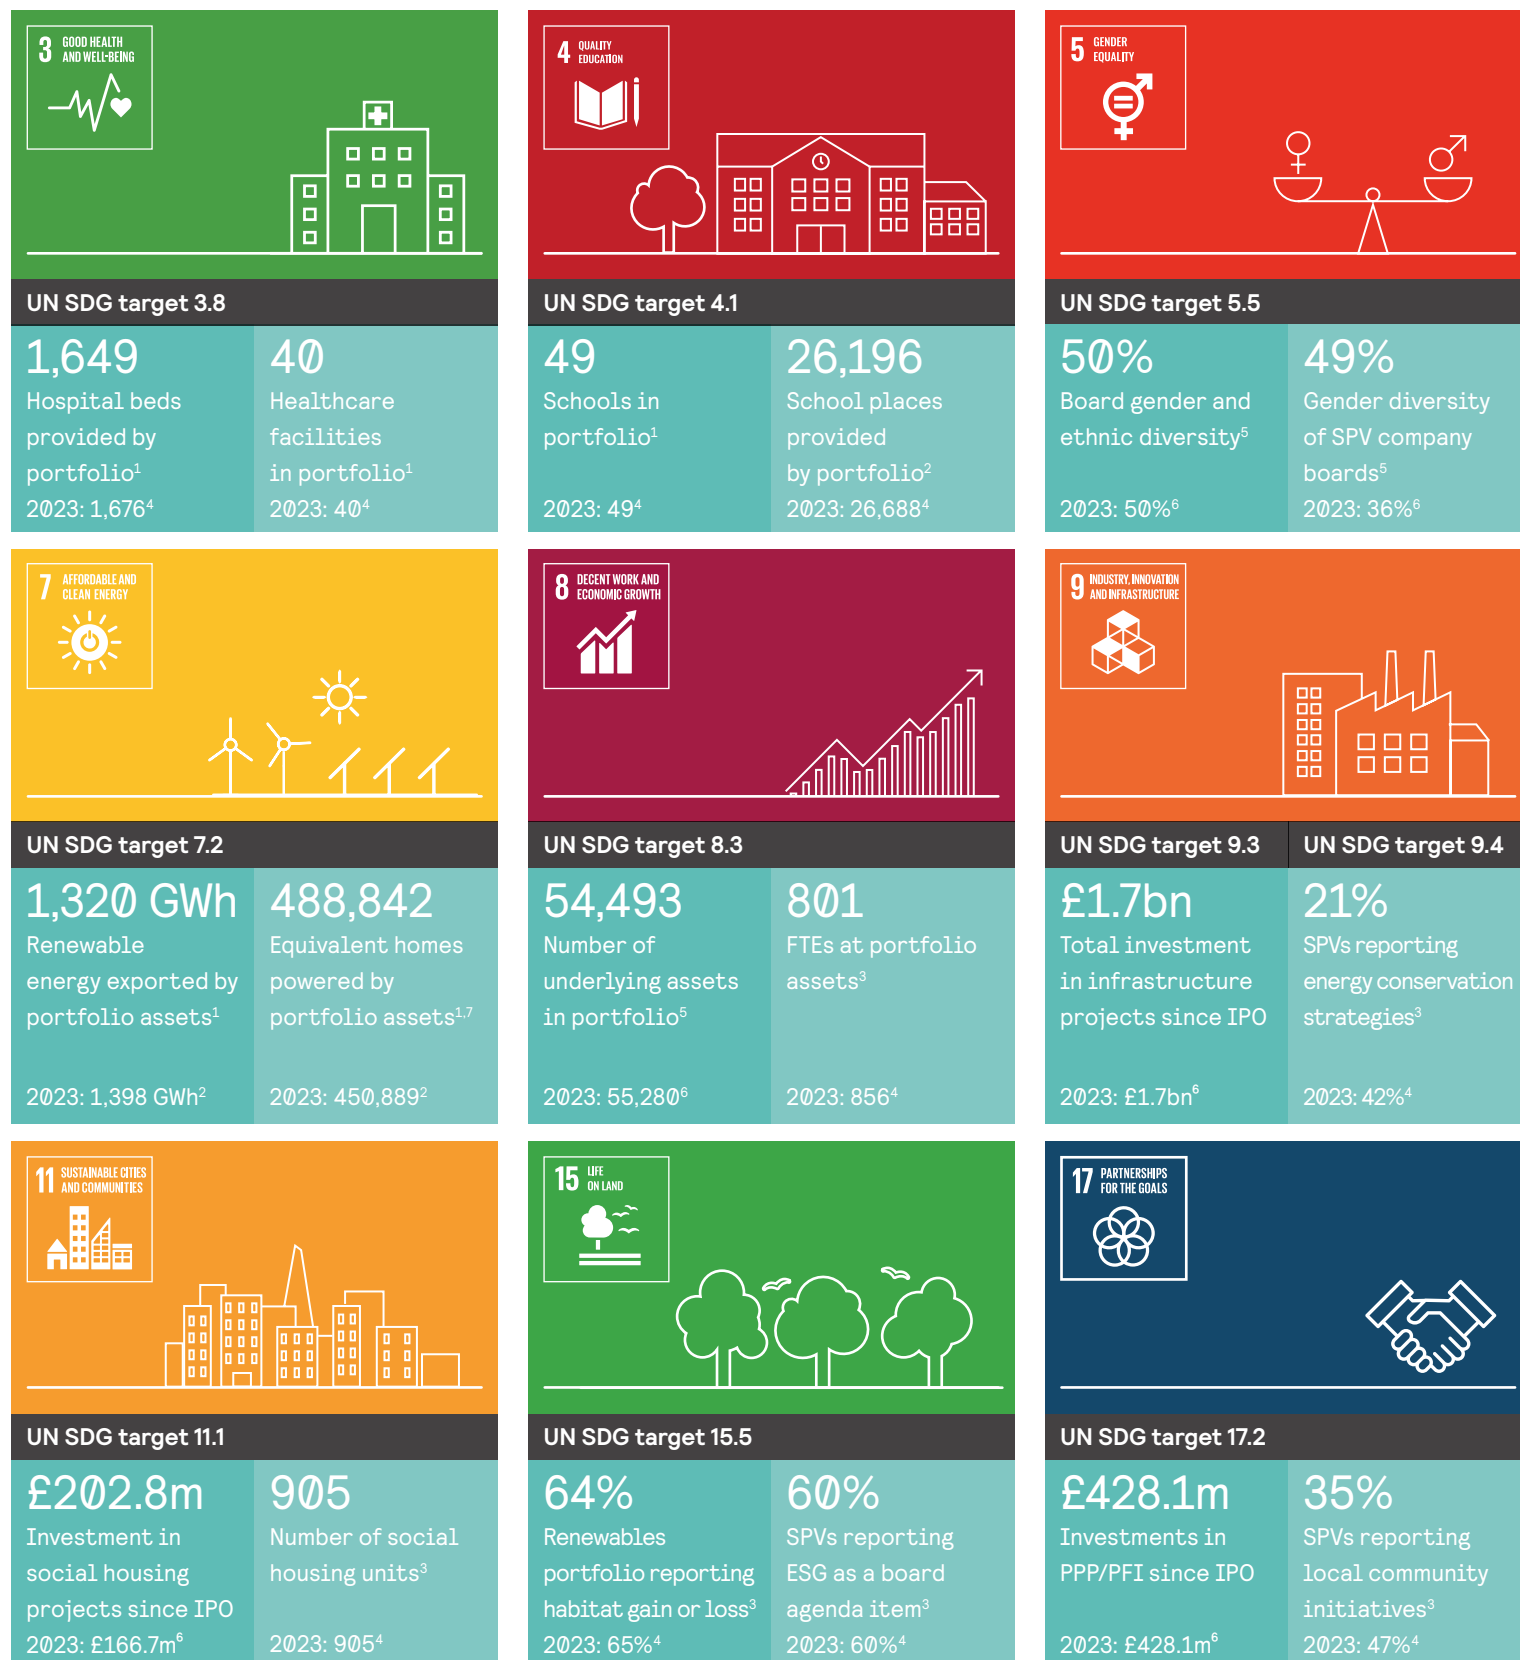 3 GOOD HEALTH
AND WELL-BEING
UN SDG target 3.8
1,649
Hospital beds
provided by
portfolio¹
2023: 1,676⁴
40
Healthcare
facilities
in portfolio¹
2023: 40⁴
4 QUALITY
EDUCATION
UN SDG target 4.1
49
Schools in
portfolio¹
2023: 49⁴
26,196
School places
provided
by portfolio²
2023: 26,688⁴
5 GENDER
EQUALITY
UN SDG target 5.5
50%
Board gender and
ethnic diversity⁵
2023: 50%⁶
49%
Gender diversity
of SPV company
boards⁵
2023: 36%⁶
7 AFFORDABLE AND
CLEAN ENERGY
UN SDG target 7.2
1,320 GWh
Renewable
energy exported by
portfolio assets¹
2023: 1,398 GWh²
488,842
Equivalent homes
powered by
portfolio assets¹,⁷
2023: 450,889²
8 DECENT WORK AND
ECONOMIC GROWTH
UN SDG target 8.3
54,493
Number of
underlying assets
in portfolio⁵
2023: 55,280⁶
801
FTEs at portfolio
assets³
2023: 856⁴
9 INDUSTRY, INNOVATION
AND INFRASTRUCTURE
UN SDG target 9.3
£1.7bn
Total investment
in infrastructure
projects since IPO
2023: £1.7bn⁶
UN SDG target 9.4
21%
SPVs reporting
energy conservation
strategies³
2023: 42%⁴
11 SUSTAINABLE CITIES
AND COMMUNITIES
UN SDG target 11.1
£202.8m
Investment in
social housing
projects since IPO
2023: £166.7m⁶
905
Number of social
housing units³
2023: 905⁴
15 LIFE
ON LAND
UN SDG target 15.5
64%
Renewables
portfolio reporting
habitat gain or loss³
2023: 65%⁴
60%
SPVs reporting
ESG as a board
agenda item³
2023: 60%⁴
17 PARTNERSHIPS
FOR THE GOALS
UN SDG target 17.2
£428.1m
Investments in
PPP/PFI since IPO
2023: £428.1m⁶
35%
SPVs reporting
local community
initiatives³
2023: 47%⁴